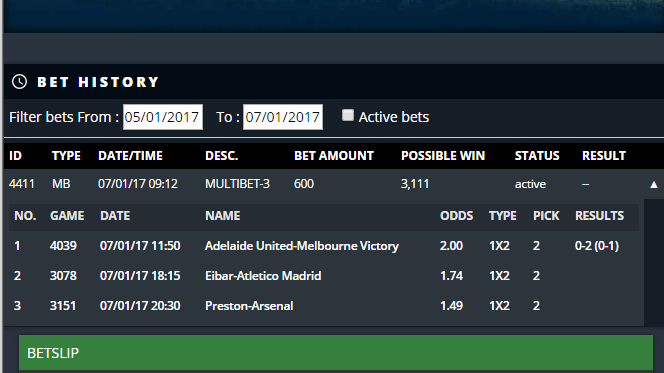 BET HISTORY
Filter bets From : 05/01/2017 To : 07/01/2017 Active bets
ID TYPE DATE/TIME DESC. BET AMOUNT POSSIBLE WIN STATUS RESULT
4411 MB 07/01/17 09:12 MULTIBET-3 600 3,111 active --
NO. GAME DATE NAME ODDS TYPE PICK RESULTS
1 4039 07/01/17 11:50 Adelaide United-Melbourne Victory 2.00 1X2 2 0-2 (0-1)
2 3078 07/01/17 18:15 Eibar-Atletico Madrid 1.74 1X2 2
3 3151 07/01/17 20:30 Preston-Arsenal 1.49 1X2 2
BETSLIP